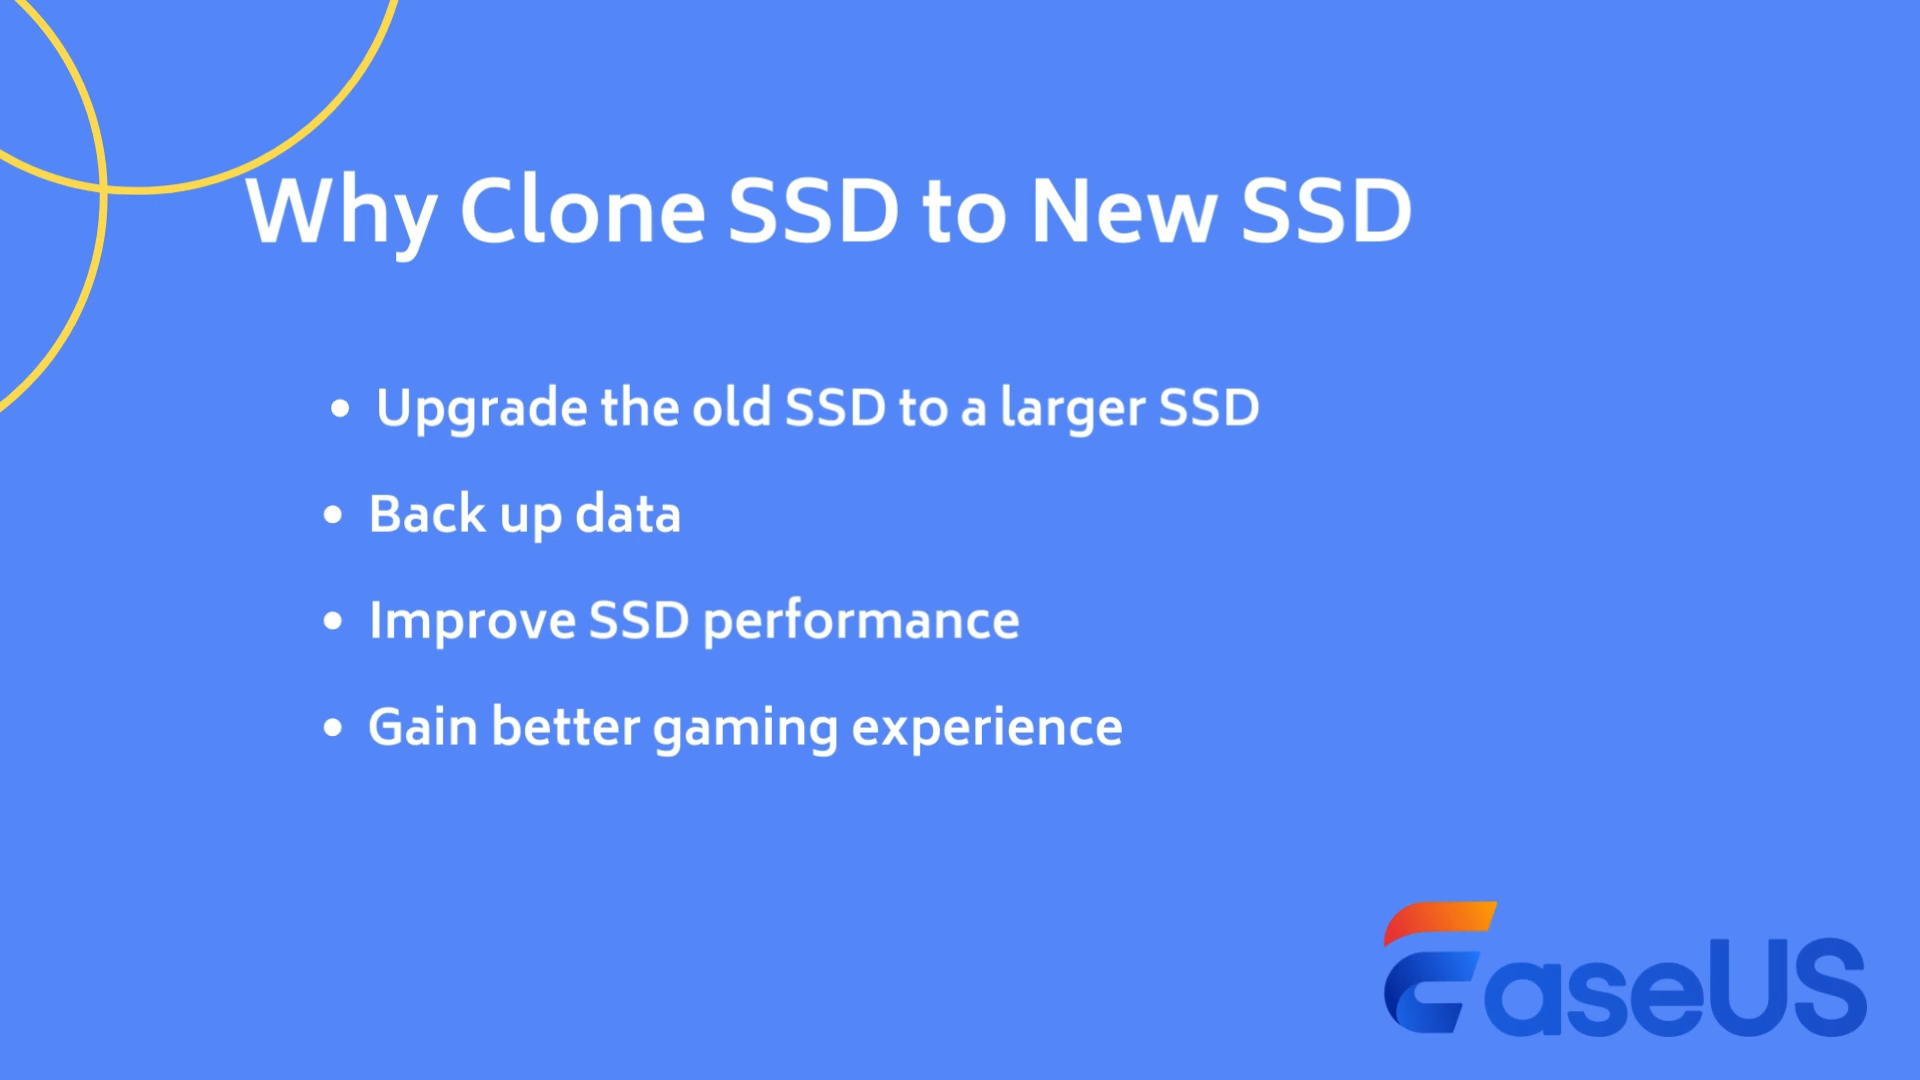 Why Clone SSD to New SSD
• Upgrade the old SSD to a larger SSD
• Back up data
• Improve SSD performance
• Gain better gaming experience
EaseUS